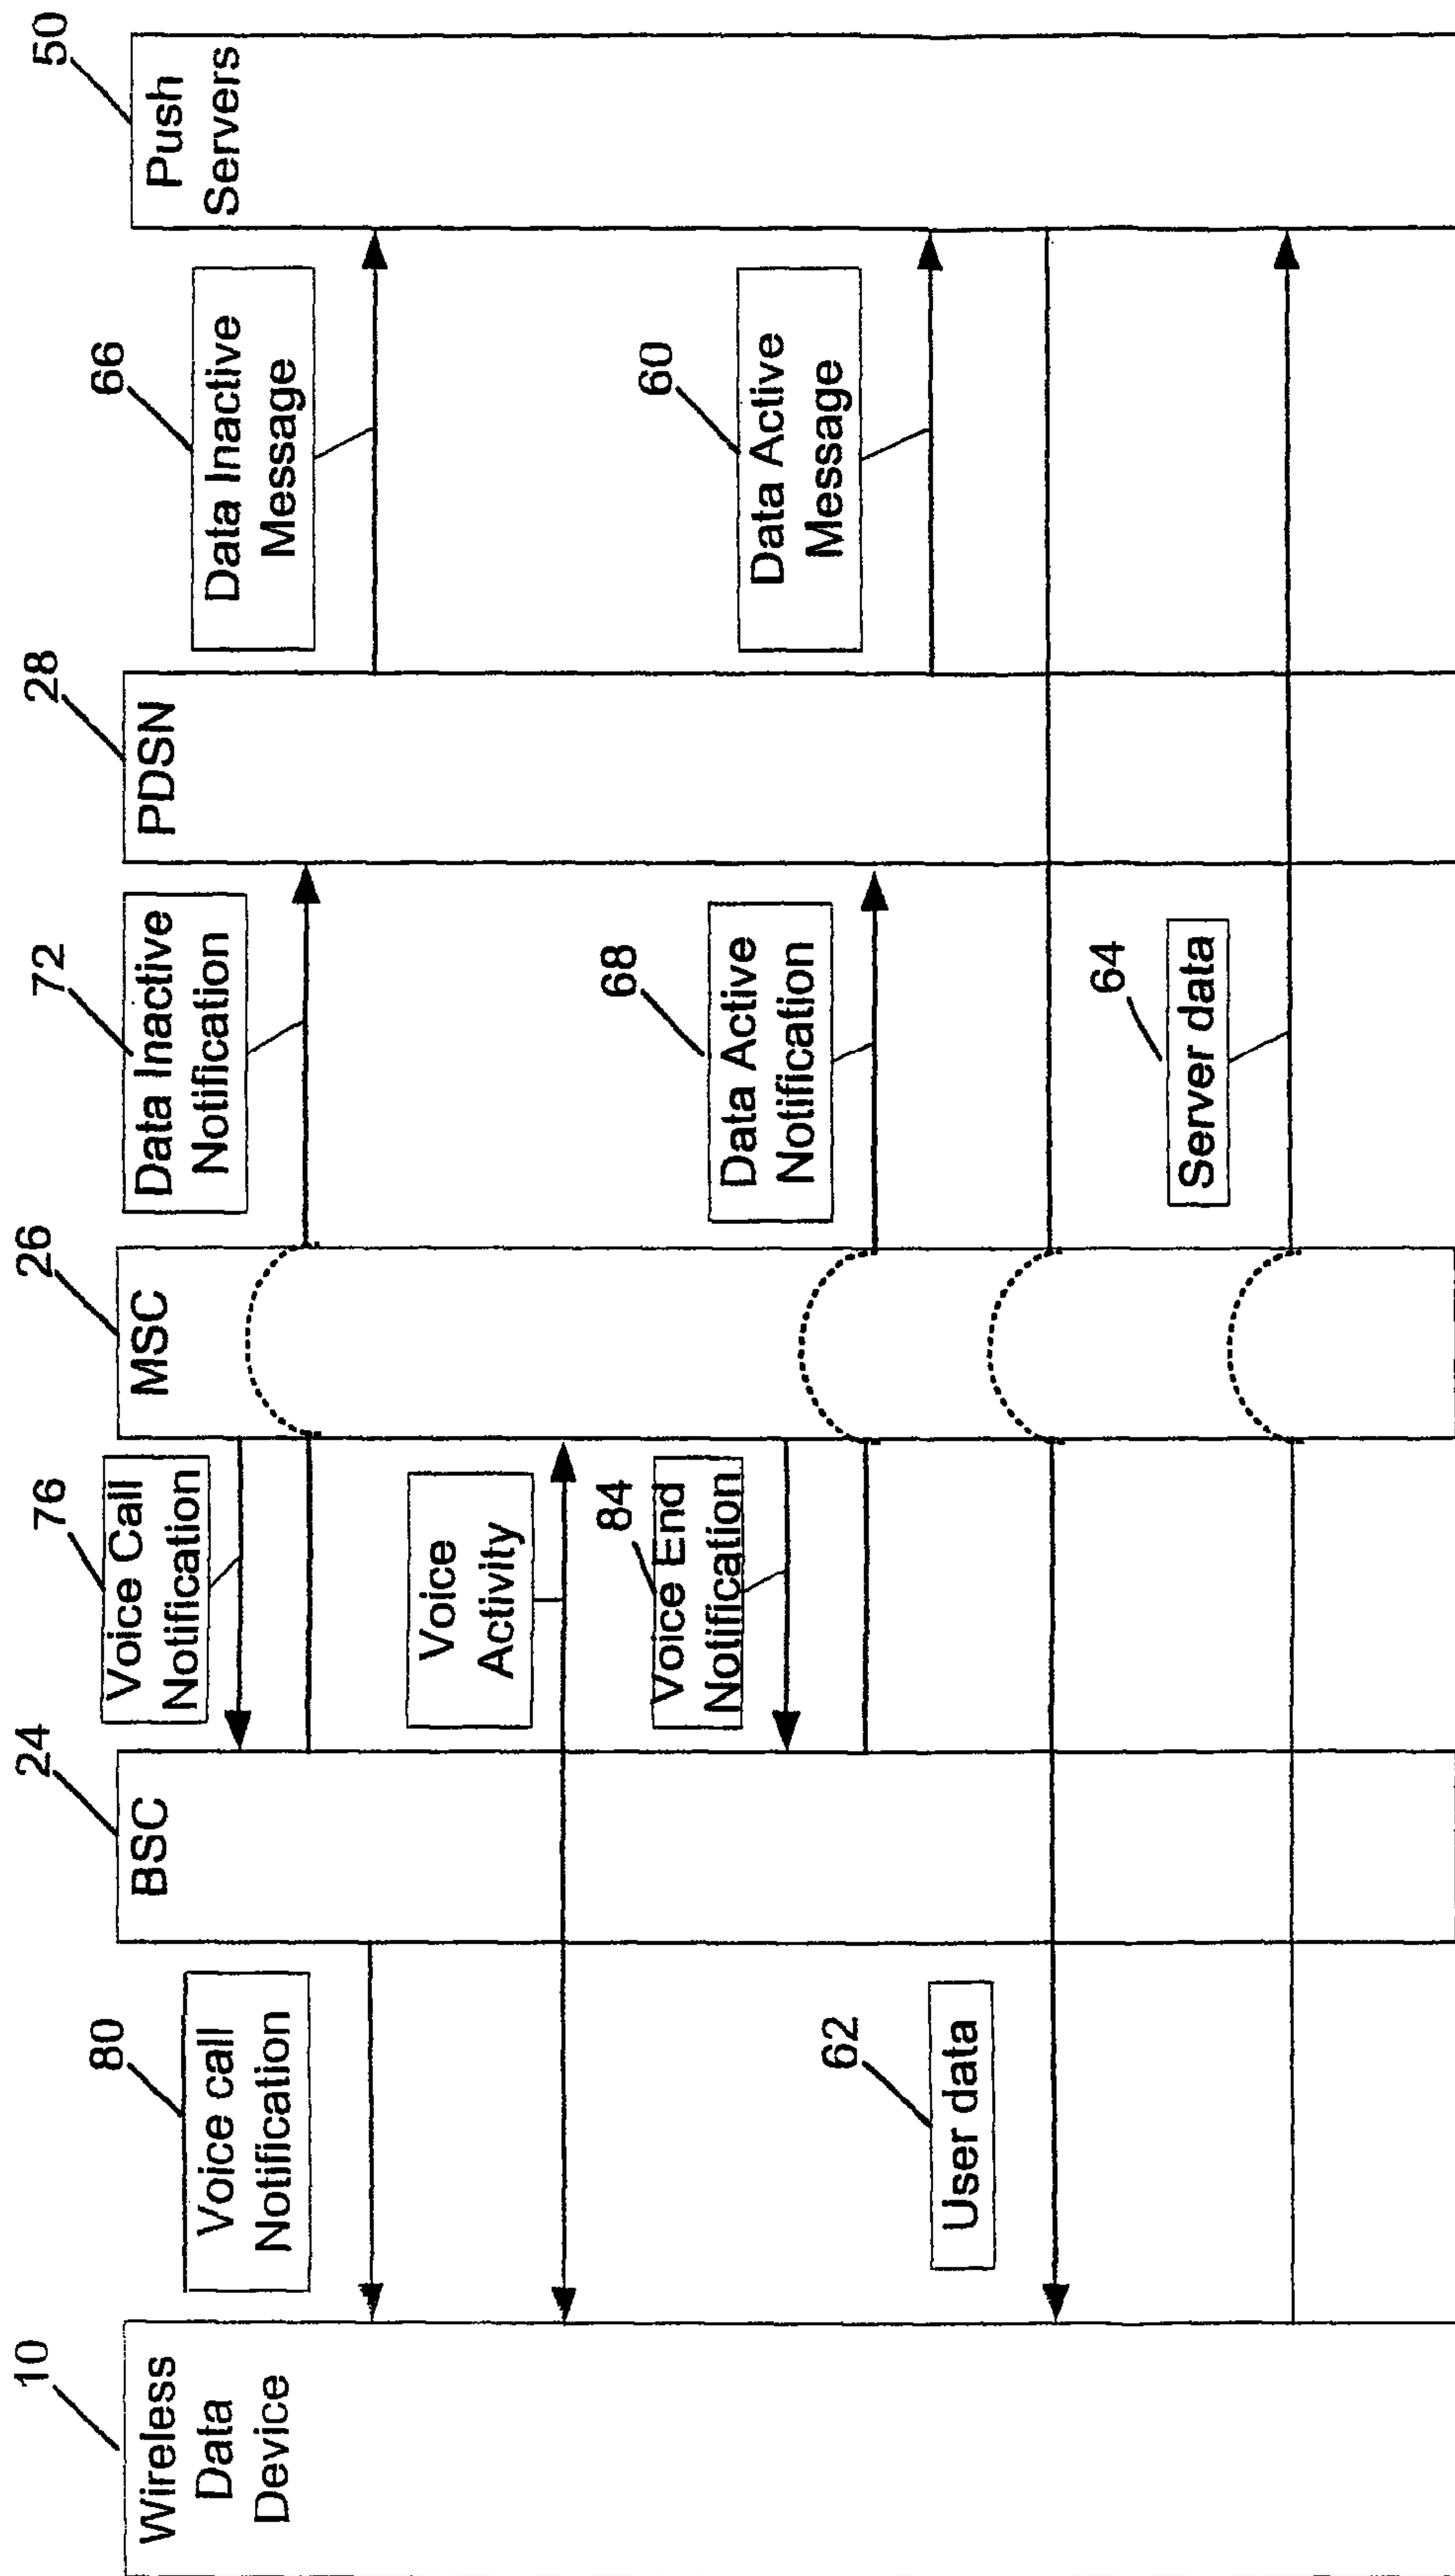 10
Wireless
Data
Device
24
BSC
26
MSC
28
PDSN
50
Push
Servers
76
Voice Call
Notification
72
Data Inactive
Notification
80
Voice call
Notification
66
Data Inactive
Message
Voice
Activity
84
Voice End
Notification
68
Data Active
Notification
60
Data Active
Message
62
User data
64
Server data